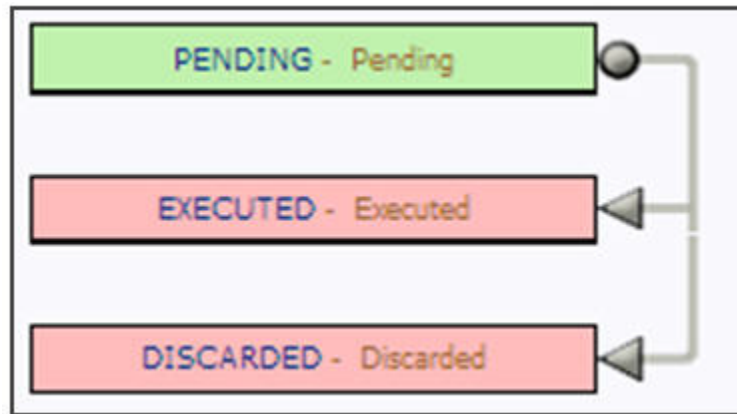 PENDING - Pending
EXECUTED - Executed
DISCARDED - Discarded